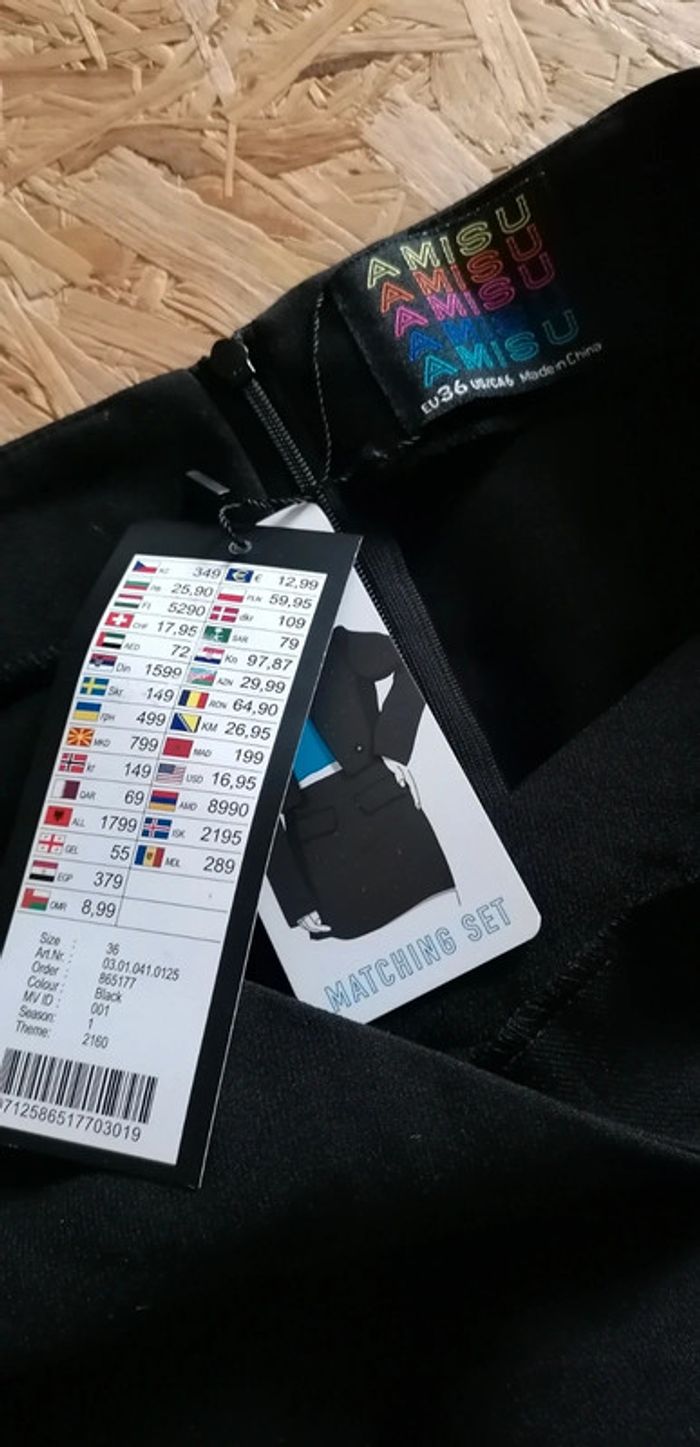 AMISU
AMISU
AMISU
AMISU
AMISU
EU36 US/CA6 Made in China
349 € 12,99
25,90 PLN 59,95
Ft 5290 dkr 109
CHF 17,95 SAR 79
AED 72 Kn 97,87
Din 1599 AZN 29,99
Skr 149 RON 64,90
грн 499 KM 26,95
MKD 799 MAD 199
kr 149 USD 16,95
QAR 69 AMD 8990
ALL 1799 ISK 2195
GEL 55 MDL 289
EGP 379
OMR 8,99
Size : 36
Art.Nr. : 03.01.041.0125
Order : 865177
Colour : Black
MV ID : 001
Season: 1
Theme: 2160
712586517703019
MATCHING SET